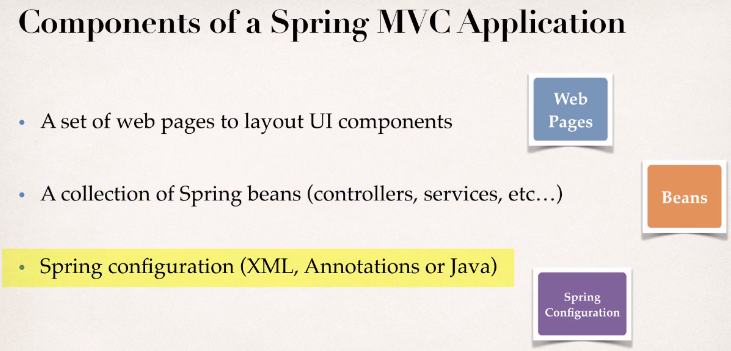 Components of a Spring MVC Application
Web
Pages
• A set of web pages to layout UI components
• A collection of Spring beans (controllers, services, etc…)
Beans
• Spring configuration (XML, Annotations or Java)
Spring
Configuration